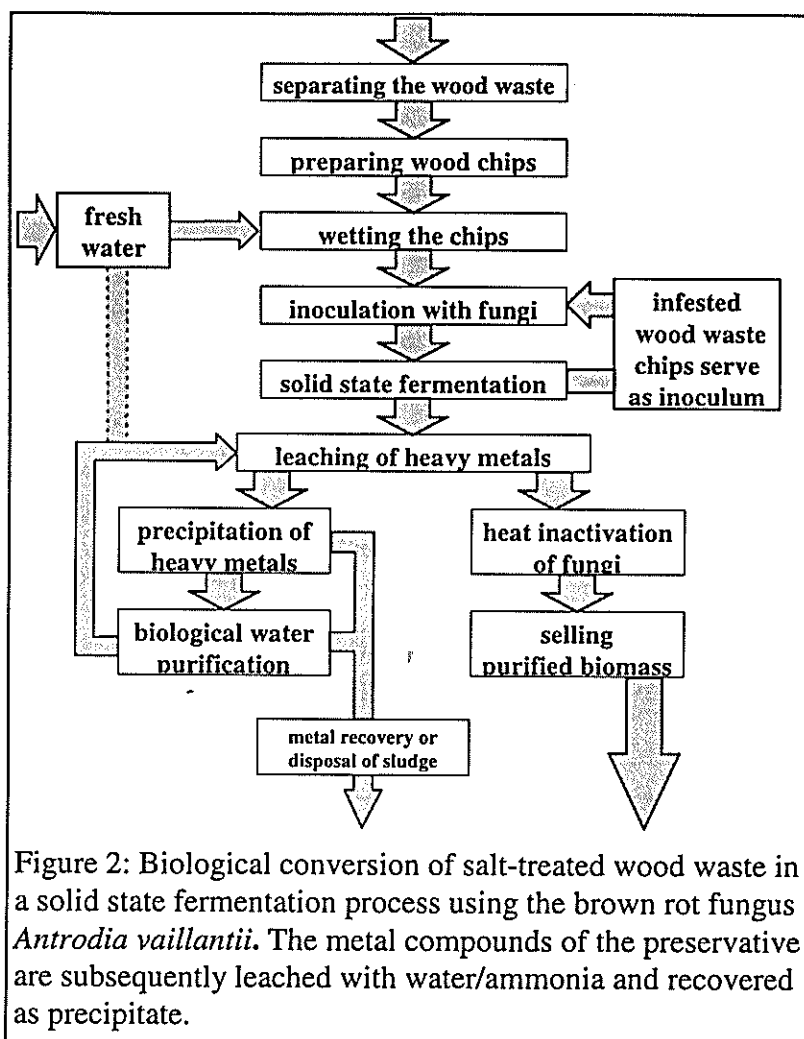 separating the wood waste
preparing wood chips
fresh
water
wetting the chips
inoculation with fungi
infested
wood waste
chips serve
as inoculum
solid state fermentation
leaching of heavy metals
precipitation of
heavy metals
heat inactivation
of fungi
biological water
purification
selling
purified biomass
metal recovery or
disposal of sludge
Figure 2: Biological conversion of salt-treated wood waste in
a solid state fermentation process using the brown rot fungus
Antrodia vaillantii. The metal compounds of the preservative
are subsequently leached with water/ammonia and recovered
as precipitate.